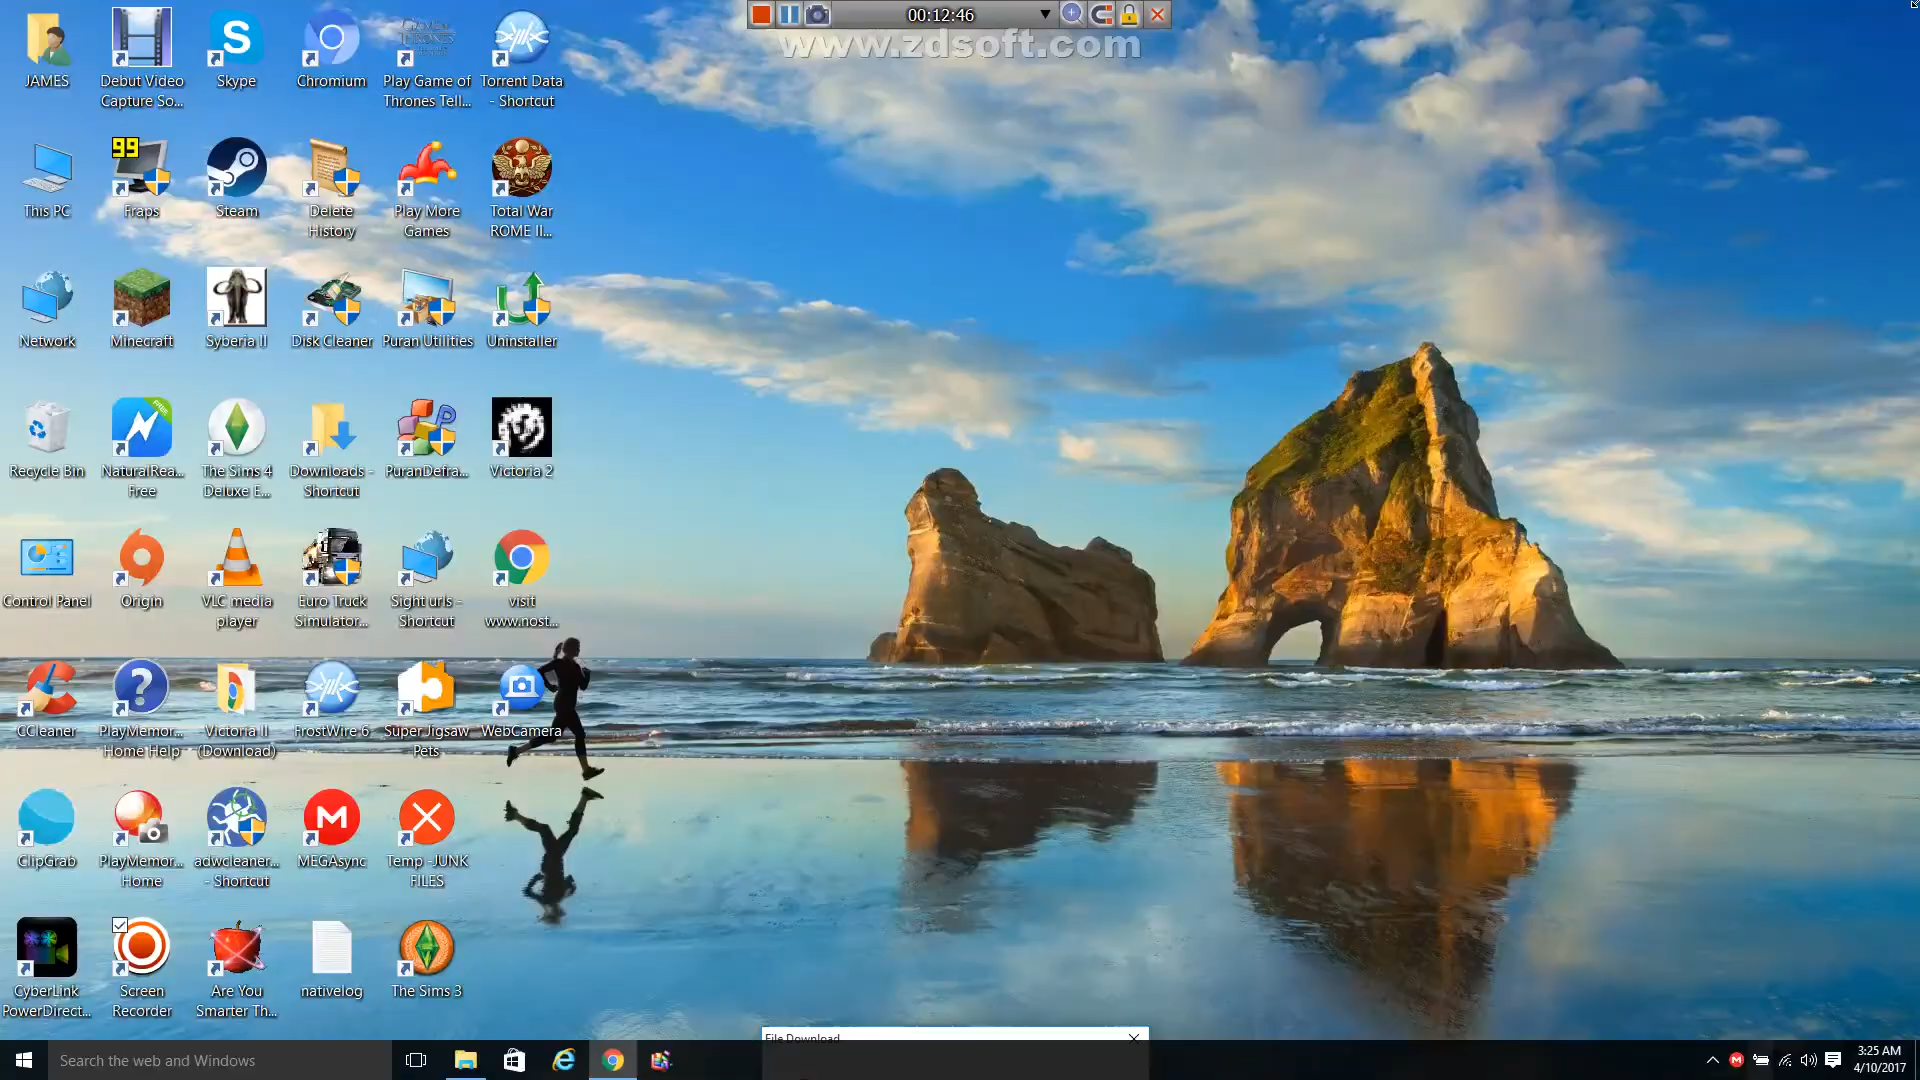 00:12:46
www.zdsoft.com
JAMES
Debut Video
Capture So...
Skype
Chromium
Play Game of
Thrones Tell...
Torrent Data
- Shortcut
This PC
99
Fraps
Steam
Delete
History
Play More
Games
Total War
ROME II...
Network
Minecraft
Syberia II
Disk Cleaner
Puran Utilities
Uninstaller
Recycle Bin
NaturalRea...
Free
The Sims 4
Deluxe E...
Downloads -
Shortcut
PuranDefra...
Victoria 2
Control Panel
Origin
VLC media
player
Euro Truck
Simulator...
Sight urls -
Shortcut
visit
www.nost...
CCleaner
PlayMemor...
Home Help
Victoria II
(Download)
FrostWire 6
Super Jigsaw
Pets
WebCamera
ClipGrab
PlayMemor...
Home
adwcleaner...
- Shortcut
MEGAsync
Temp -JUNK
FILES
CyberLink
PowerDirect...
Screen
Recorder
Are You
Smarter Th...
nativelog
The Sims 3
File Download
Search the web and Windows
3:25 AM
4/10/2017